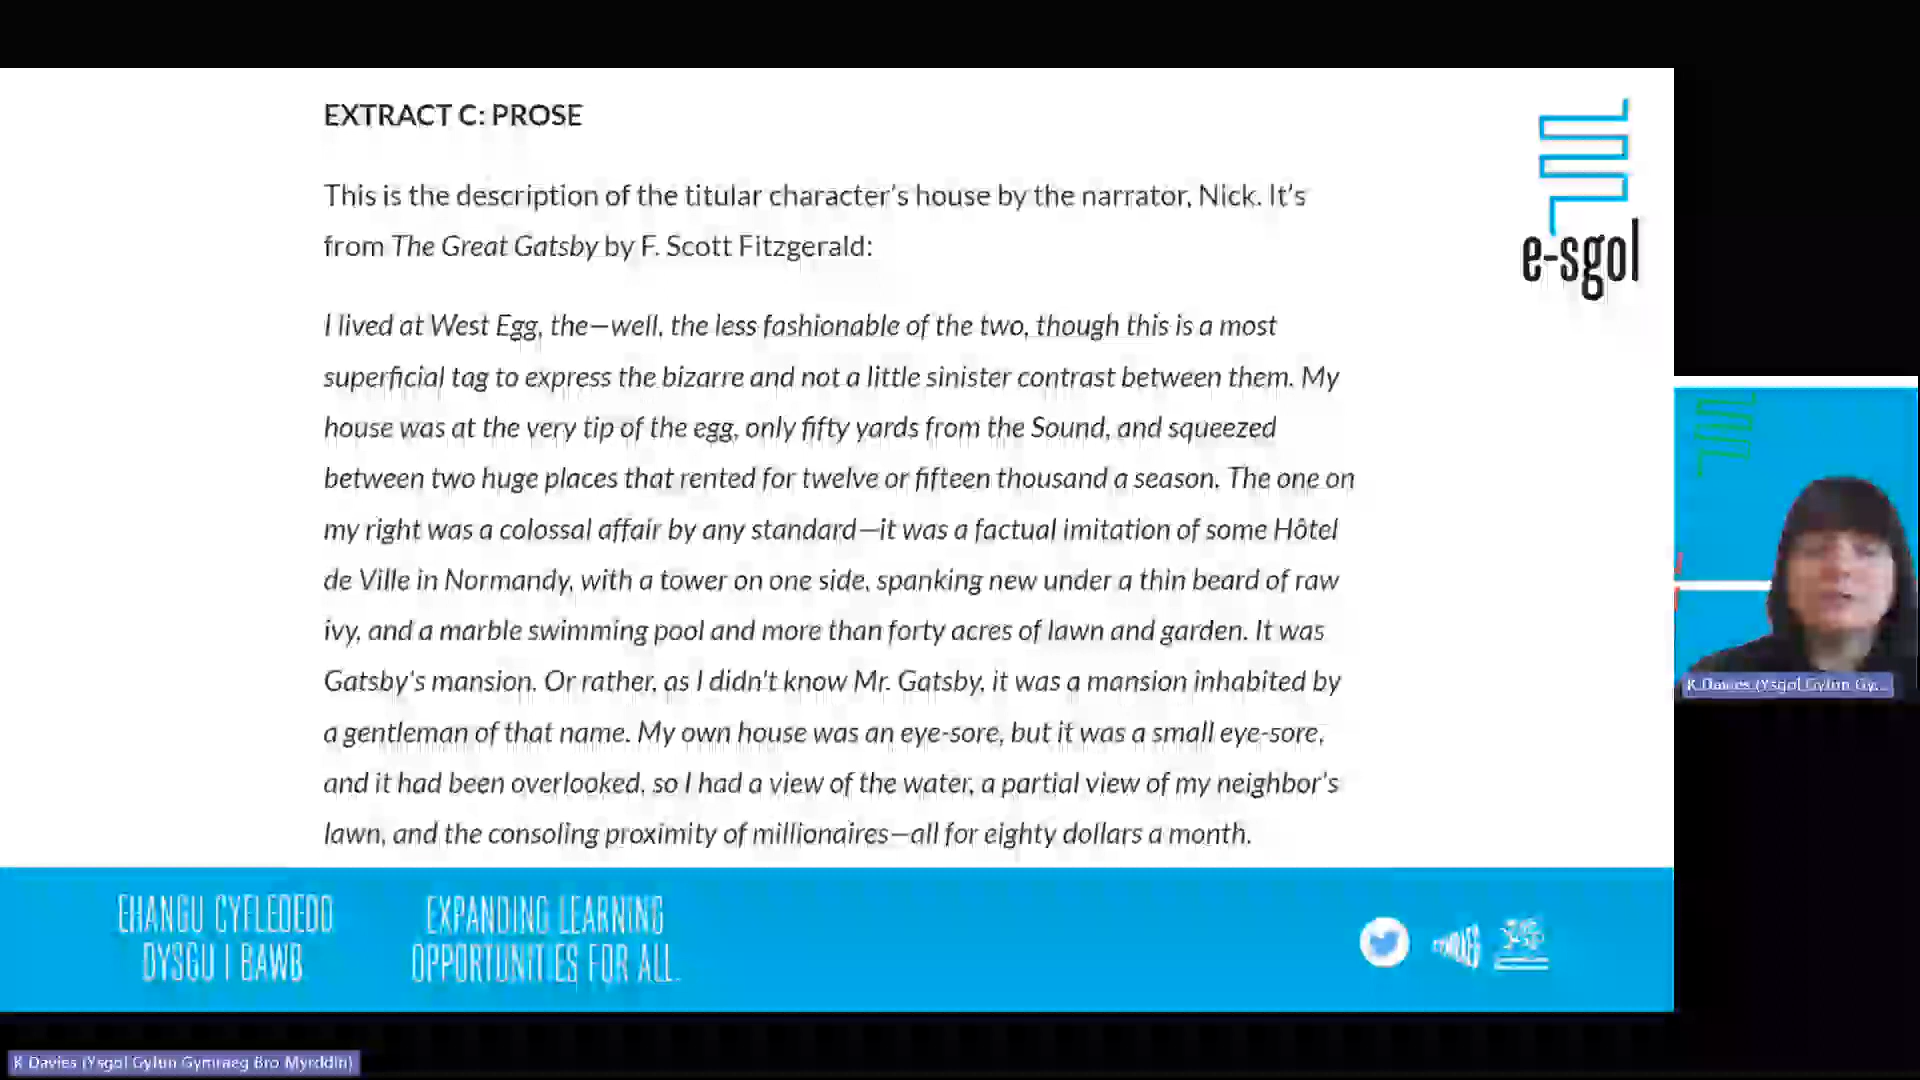 EXTRACT C: PROSE
This is the description of the titular character's house by the narrator, Nick. It's
from The Great Gatsby by F. Scott Fitzgerald:
I lived at West Egg, the—well, the less fashionable of the two, though this is a most
superficial tag to express the bizarre and not a little sinister contrast between them. My
house was at the very tip of the egg, only fifty yards from the Sound, and squeezed
between two huge places that rented for twelve or fifteen thousand a season. The one on
my right was a colossal affair by any standard—it was a factual imitation of some Hôtel
de Ville in Normandy, with a tower on one side, spanking new under a thin beard of raw
ivy, and a marble swimming pool and more than forty acres of lawn and garden. It was
Gatsby's mansion. Or rather, as I didn't know Mr. Gatsby, it was a mansion inhabited by
a gentleman of that name. My own house was an eye-sore, but it was a small eye-sore,
and it had been overlooked, so I had a view of the water, a partial view of my neighbor's
lawn, and the consoling proximity of millionaires—all for eighty dollars a month.
e-sgol
K Davies (Ysgol Gyfun Gy...
EHANGU CYFLEOEDD
DYSGU I BAWB
EXPANDING LEARNING
OPPORTUNITIES FOR ALL.
K Davies (Ysgol Gyfun Gymraeg Bro Myrddin)